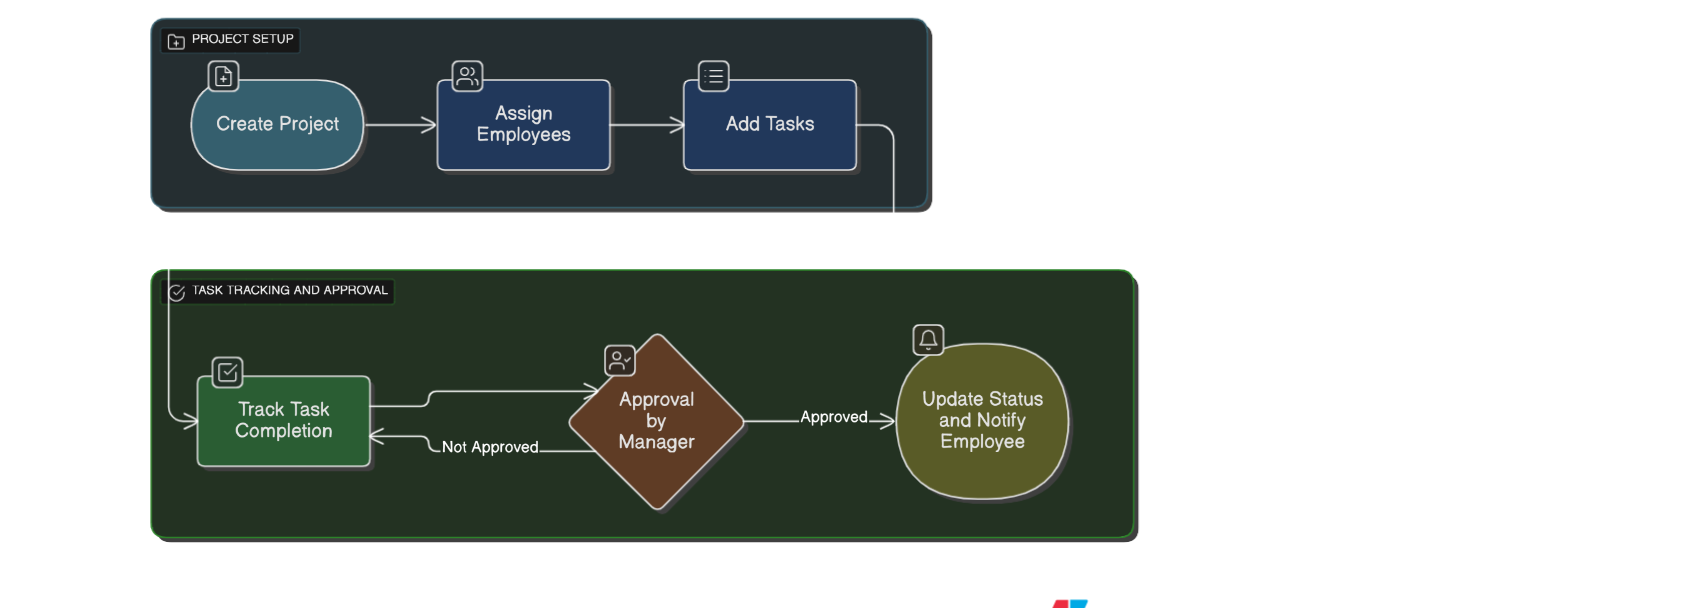 PROJECT SETUP
Create Project
Assign
Employees
Add Tasks
TASK TRACKING AND APPROVAL
Track Task
Completion
Approval
by
Manager
Not Approved
Approved
Update Status
and Notify
Employee